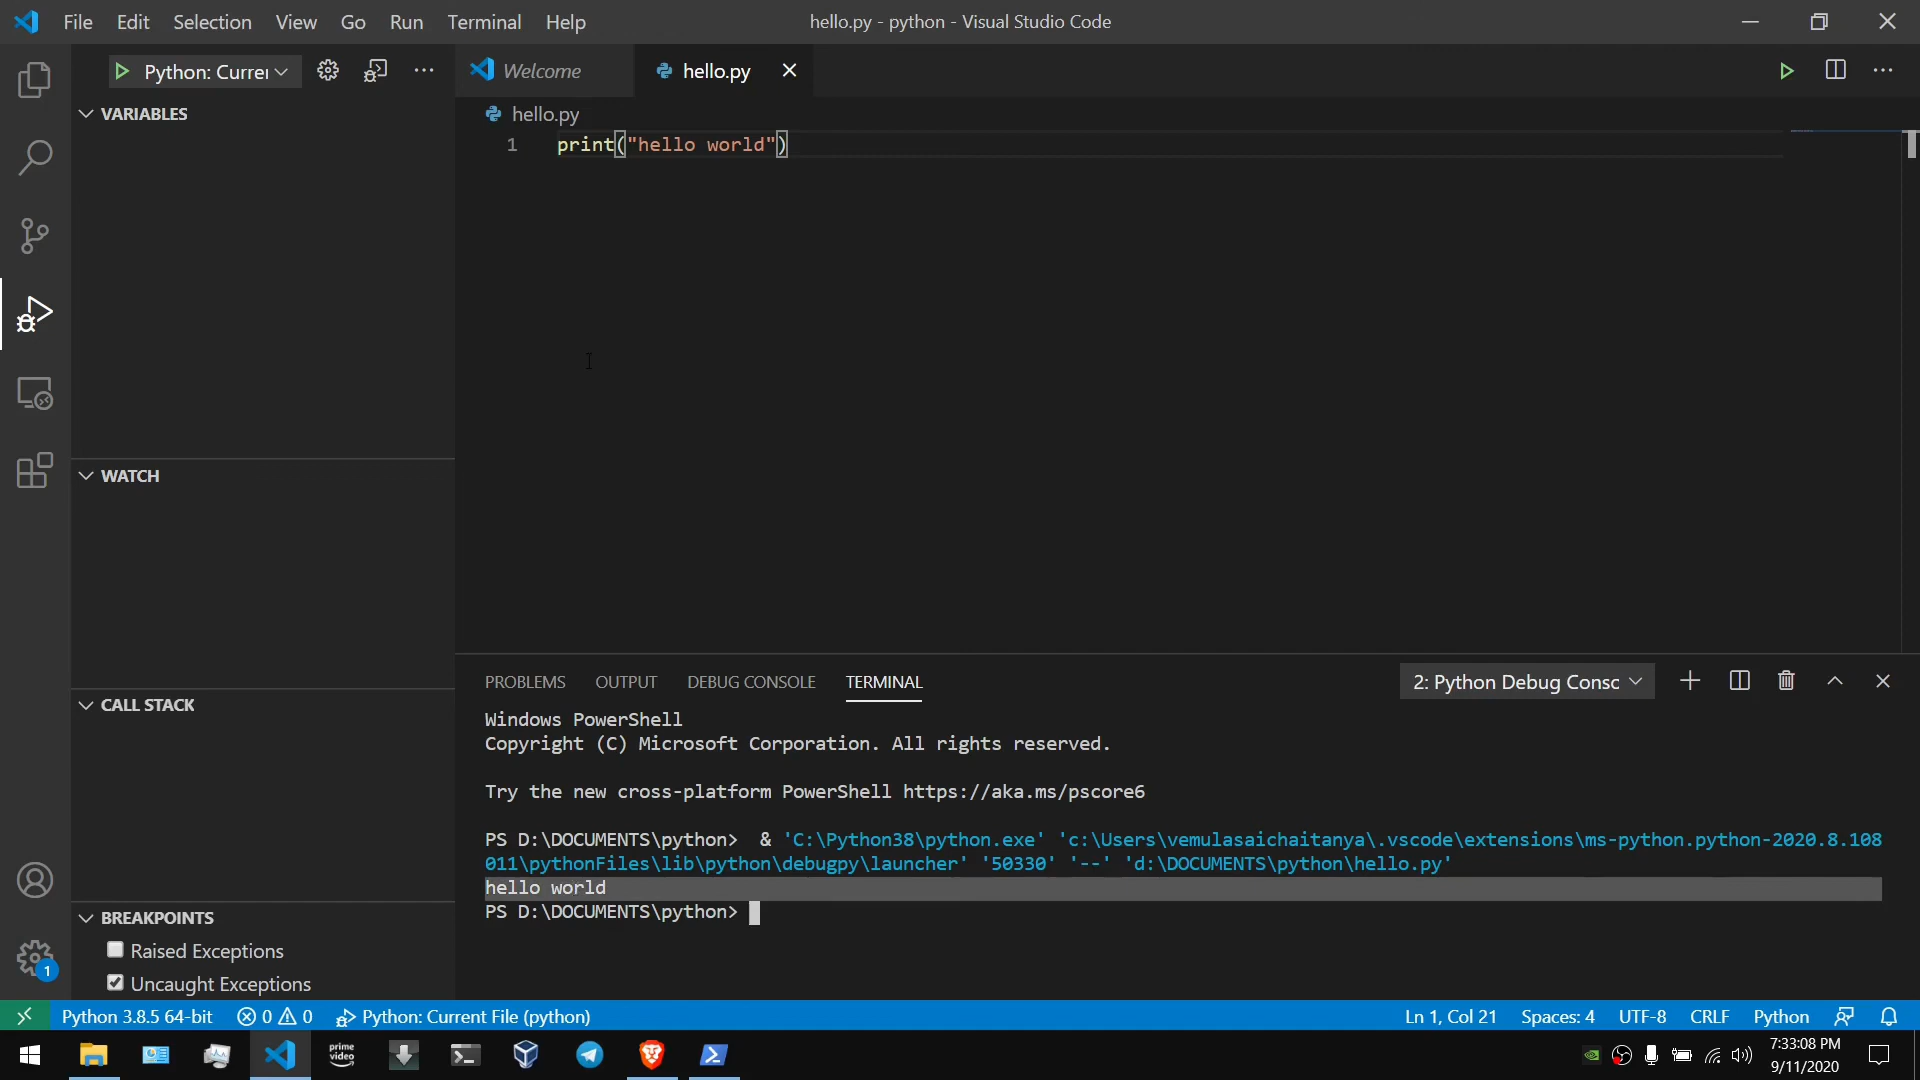 File Edit Selection View Go Run Terminal Help hello.py - python - Visual Studio Code
Python: Currei
Welcome hello.py
VARIABLES
hello.py
1 print("hello world")
WATCH
CALL STACK
BREAKPOINTS
Raised Exceptions
Uncaught Exceptions
PROBLEMS OUTPUT DEBUG CONSOLE TERMINAL 2: Python Debug Consc
Windows PowerShell
Copyright (C) Microsoft Corporation. All rights reserved.
Try the new cross-platform PowerShell https://aka.ms/pscore6
PS D:\DOCUMENTS\python>  & 'C:\Python38\python.exe' 'c:\Users\vemulasaichaitanya\.vscode\extensions\ms-python.python-2020.8.108
011\pythonFiles\lib\python\debugpy\launcher' '50330' '--' 'd:\DOCUMENTS\python\hello.py'
hello world
PS D:\DOCUMENTS\python>
1
Python 3.8.5 64-bit 0 0 Python: Current File (python) Ln 1, Col 21 Spaces: 4 UTF-8 CRLF Python
prime
video
7:33:08 PM
9/11/2020